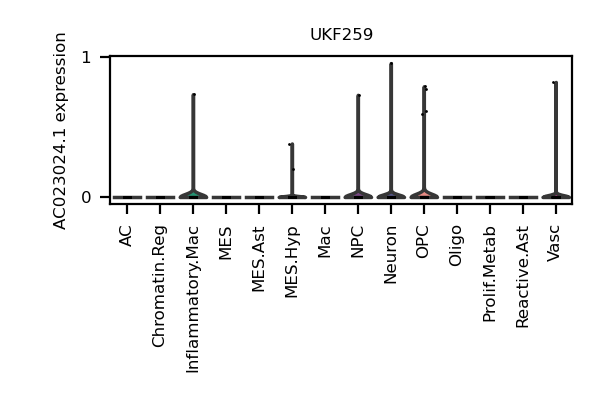 UKF259
AC023024.1 expression
1
0
AC
Chromatin.Reg
Inflammatory.Mac
MES
MES.Ast
MES.Hyp
Mac
NPC
Neuron
OPC
Oligo
Prolif.Metab
Reactive.Ast
Vasc